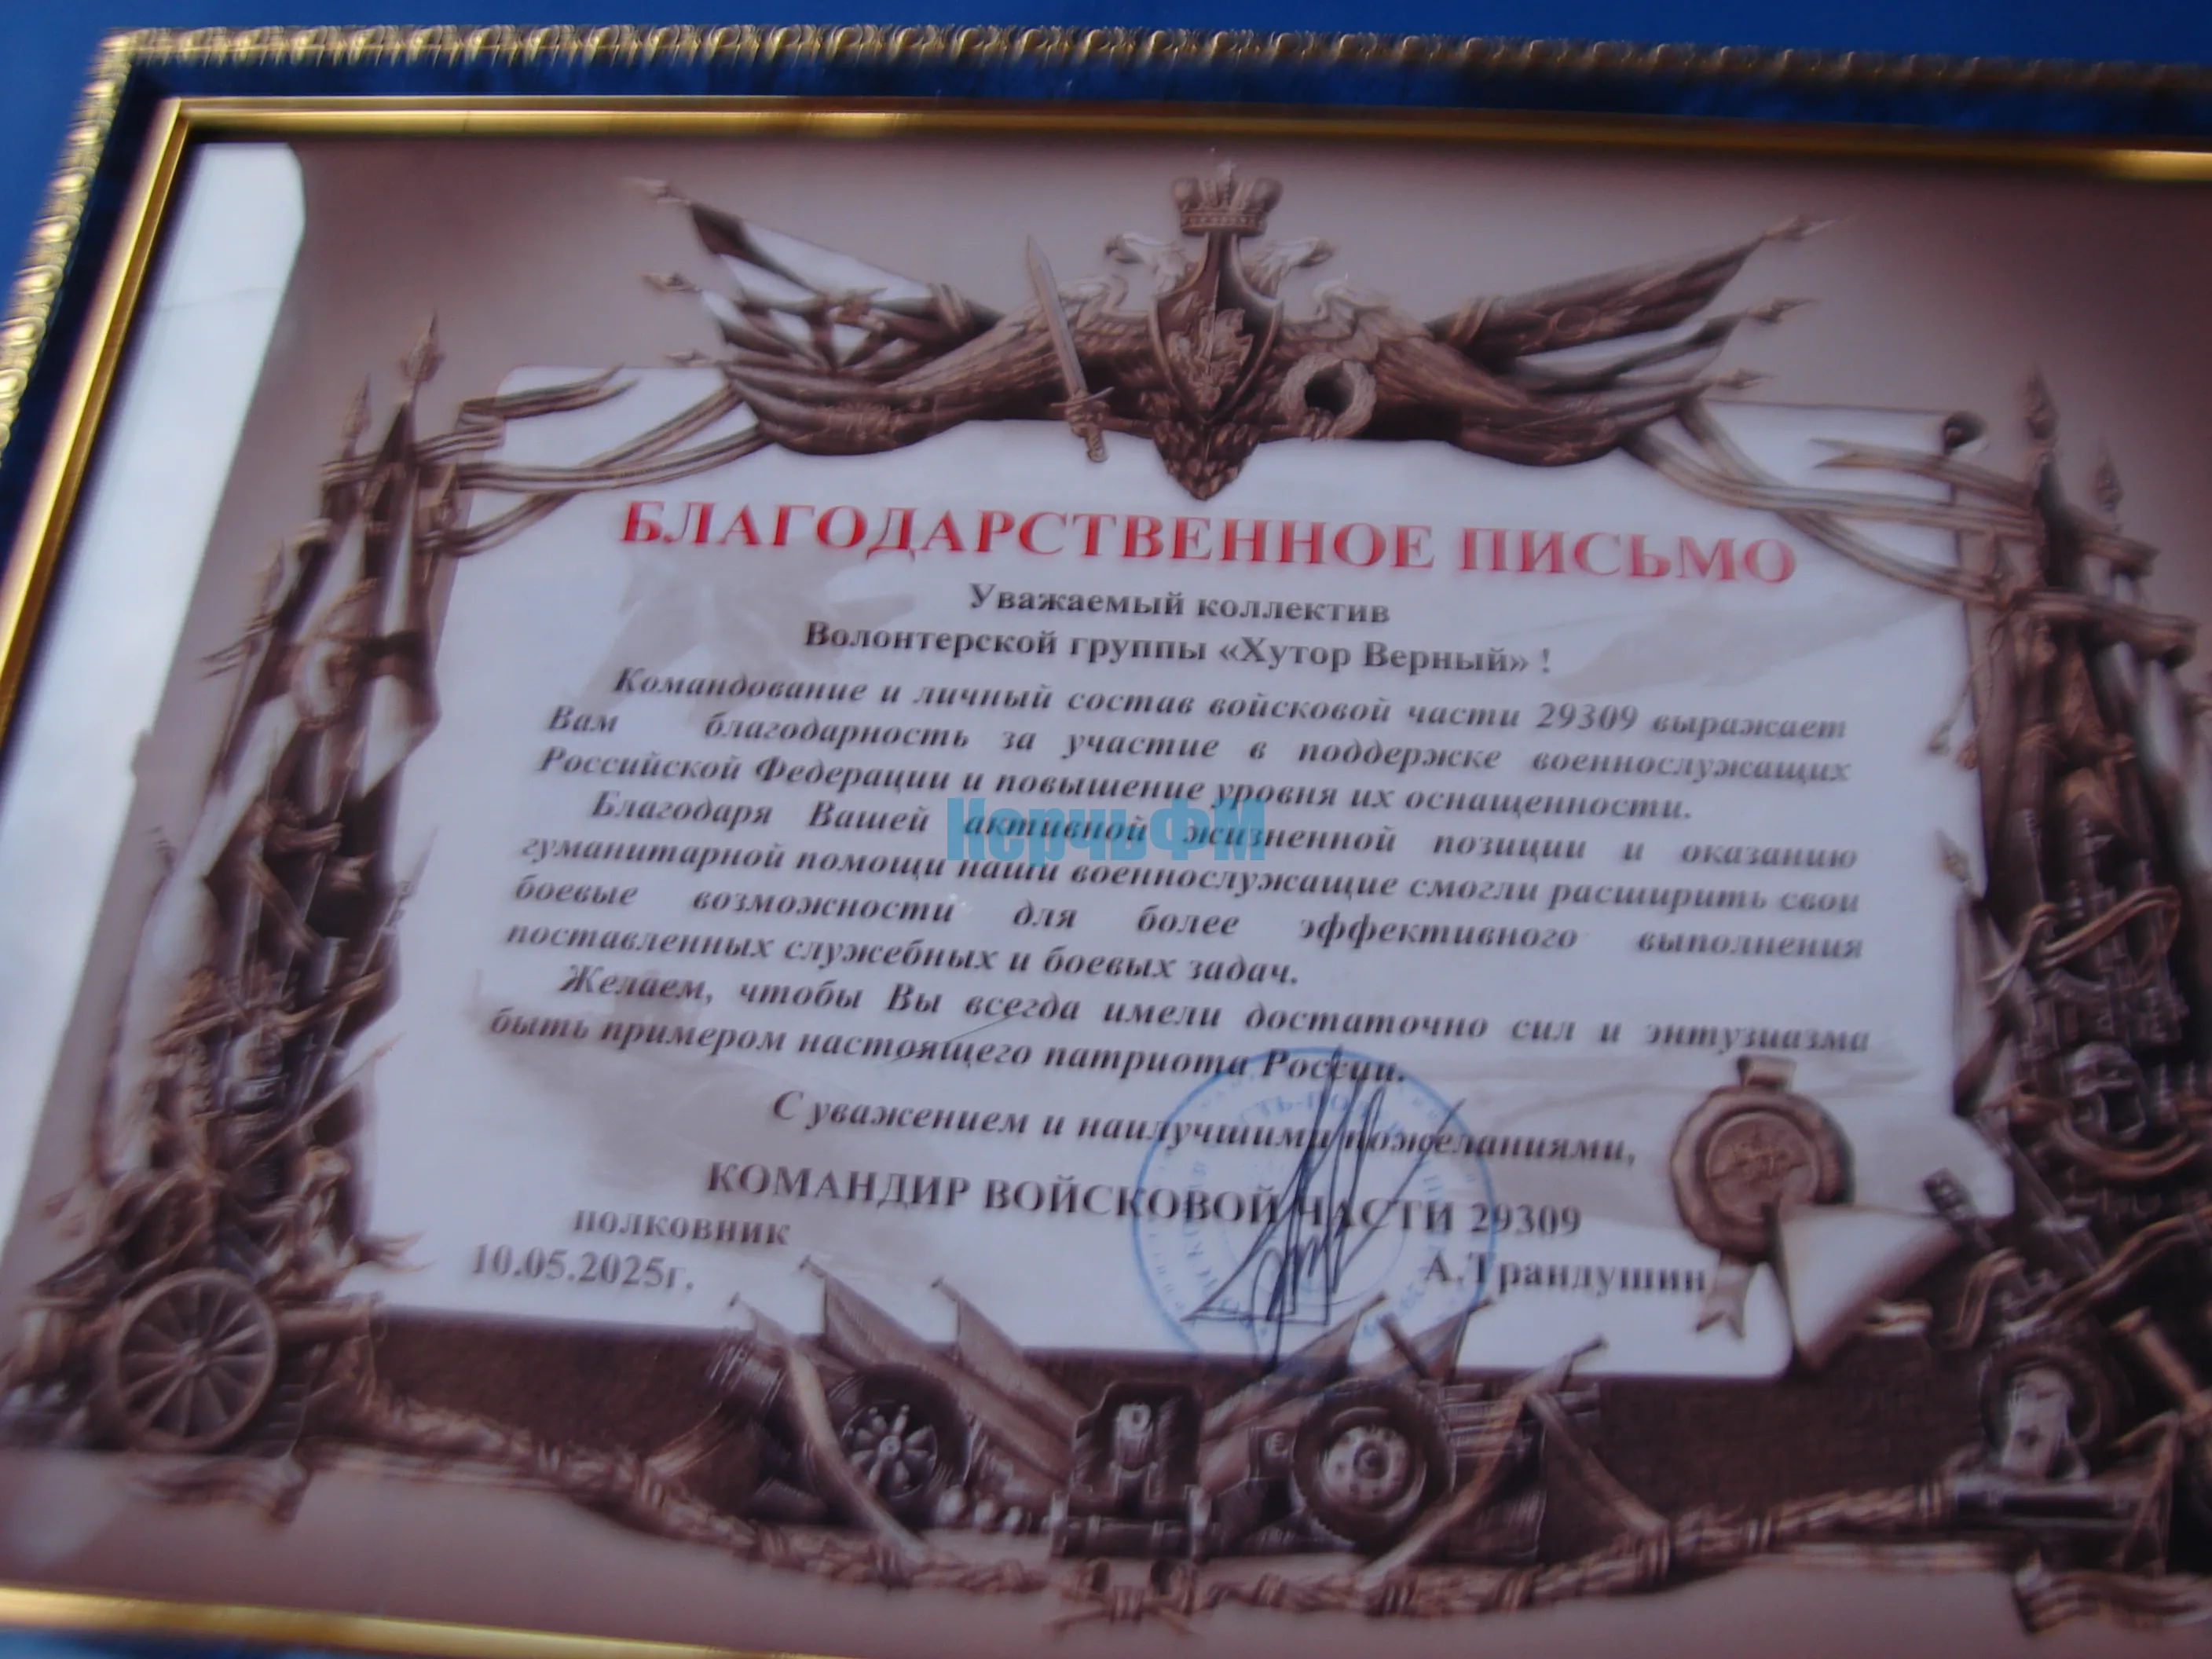 БЛАГОДАРСТВЕННОЕ ПИСЬМО
Уважаемый коллектив
Волонтерской группы «Хутор Верный» !
Командование и личный состав войсковой части 29309 выражает
Вам благодарность за участие в поддержке военнослужащих
Российской Федерации и повышение уровня их оснащенности.
Благодаря Вашей активной жизненной позиции и оказанию
гуманитарной помощи наши военнослужащие смогли расширить свои
боевые возможности для более эффективного выполнения
поставленных служебных и боевых задач.
Желаем, чтобы Вы всегда имели достаточно сил и энтузиазма
быть примером настоящего патриота России.
С уважением и наилучшими пожеланиями,
КОМАНДИР ВОЙСКОВОЙ ЧАСТИ 29309
полковник
А.Трандушин
10.05.2025г.
КерчьФМ